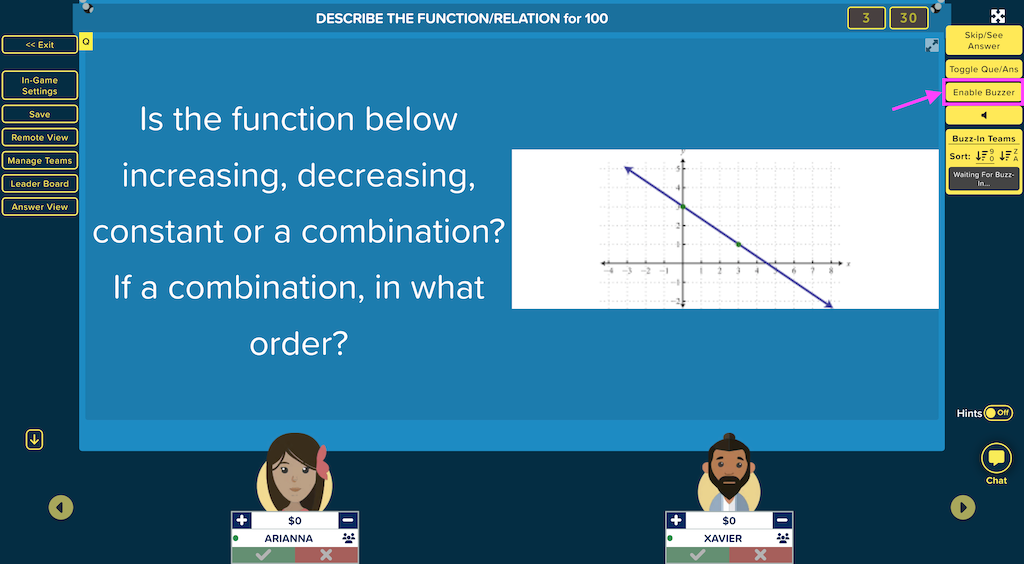 DESCRIBE THE FUNCTION/RELATION for 100
3
30
<< Exit
Q
Skip/See
Answer
Toggle Que/Ans
In-Game
Settings
Enable Buzzer
Save
Remote View
Manage Teams
Leader Board
Answer View
Buzz-In Teams
Sort:
9
0
Z
A
Waiting For Buzz-
In...
Is the function below
increasing, decreasing,
constant or a combination?
If a combination, in what
order?
y
5
4
3
2
1
-4 -3 -2 -1 1 2 3 4 5 6 7 8 x
-1
-2
Hints Off
Chat
$0
ARIANNA
$0
XAVIER